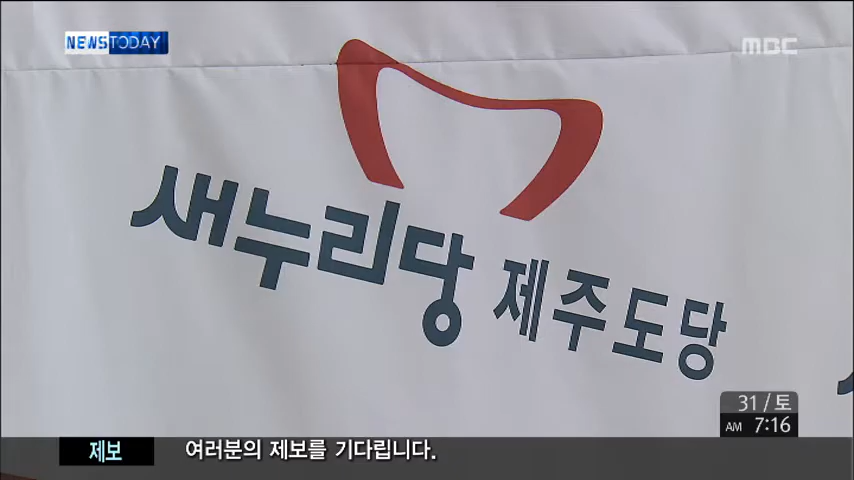 NEWSTODAY
MBC
새누리당 제주도당
31/토
AM 7:16
제보 여러분의 제보를 기다립니다.